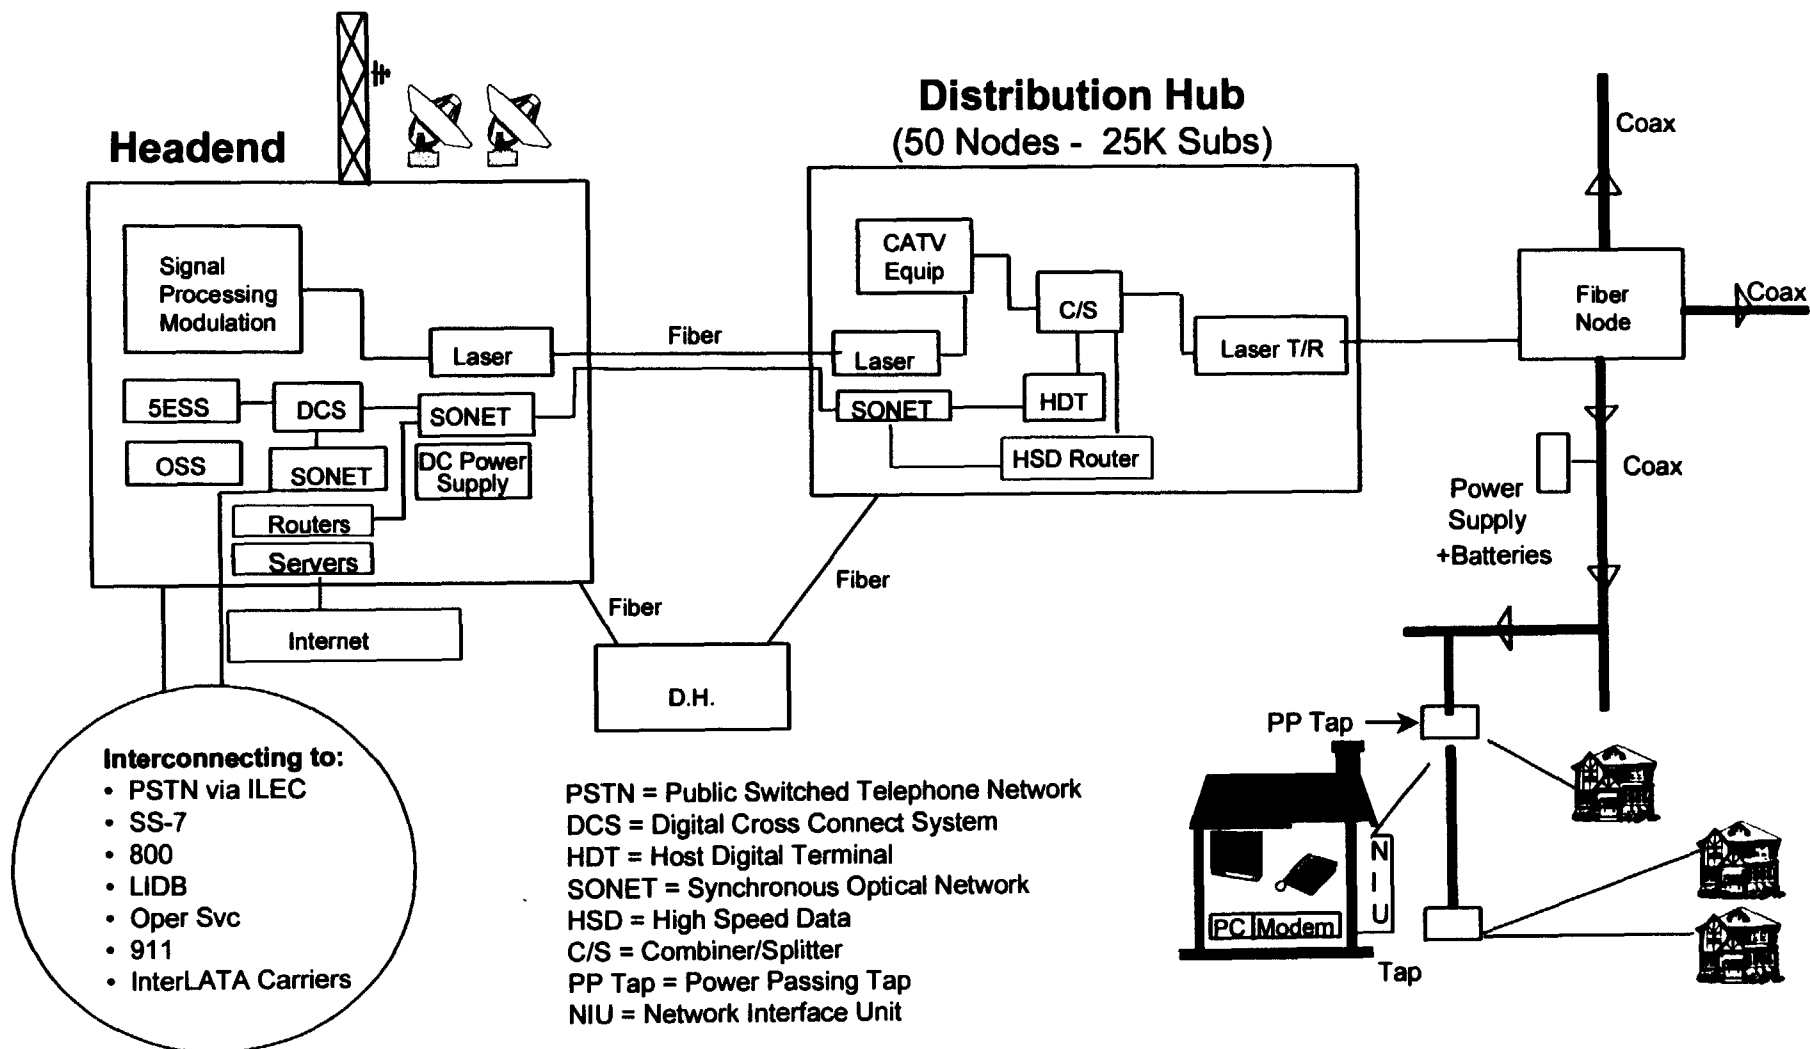 Headend
Distribution Hub
(50 Nodes - 25K Subs)
Signal
Processing
Modulation
Laser
5ESS
DCS
SONET
OSS
SONET
DC Power
Supply
Routers
Servers
Internet
Fiber
CATV
Equip
C/S
Laser
Laser T/R
SONET
HDT
HSD Router
Fiber
Fiber
D.H.
Coax
Fiber
Node
Coax
Coax
Power
Supply
+Batteries
PP Tap
N
I
U
PC
Modem
Tap
Interconnecting to:
• PSTN via ILEC
• SS-7
• 800
• LIDB
• Oper Svc
• 911
• InterLATA Carriers
PSTN = Public Switched Telephone Network
DCS = Digital Cross Connect System
HDT = Host Digital Terminal
SONET = Synchronous Optical Network
HSD = High Speed Data
C/S = Combiner/Splitter
PP Tap = Power Passing Tap
NIU = Network Interface Unit